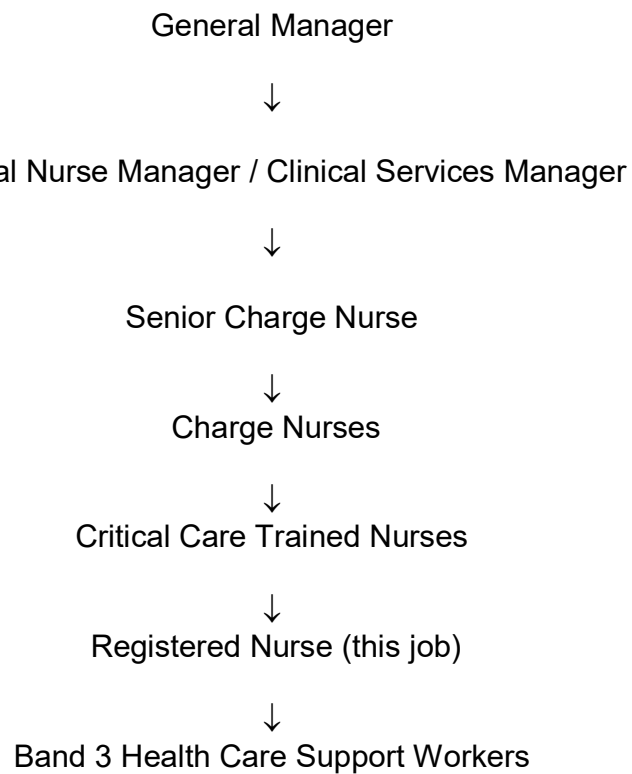 General Manager
↓
Nurse Manager / Clinical Services Manager
↓
Senior Charge Nurse
↓
Charge Nurses
↓
Critical Care Trained Nurses
↓
Registered Nurse (this job)
↓
Band 3 Health Care Support Workers